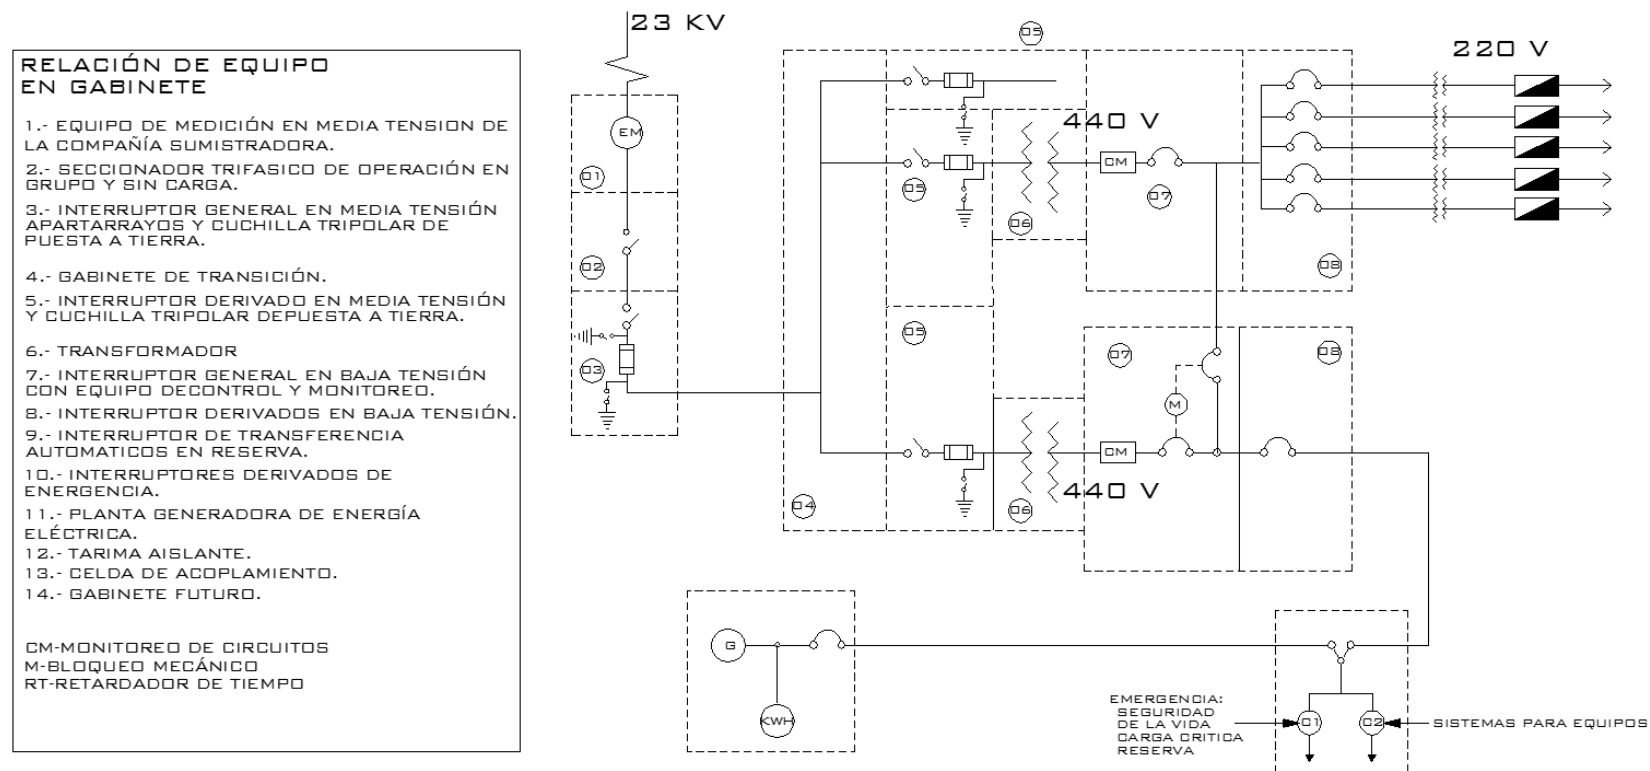 RELACIÓN DE EQUIPO
EN GABINETE
1.- EQUIPO DE MEDICIÓN EN MEDIA TENSION DE
LA COMPAÑÍA SUMISTRADORA.
2.- SECCIONADOR TRIFASICO DE OPERACIÓN EN
GRUPO Y SIN CARGA.
3.- INTERRUPTOR GENERAL EN MEDIA TENSIÓN
APARTARRAYOS Y CUCHILLA TRIPOLAR DE
PUESTA A TIERRA.
4.- GABINETE DE TRANSICIÓN.
5.- INTERRUPTOR DERIVADO EN MEDIA TENSIÓN
Y CUCHILLA TRIPOLAR DEPUESTA A TIERRA.
6.- TRANSFORMADOR
7.- INTERRUPTOR GENERAL EN BAJA TENSIÓN
CON EQUIPO DECONTROL Y MONITOREO.
8.- INTERRUPTOR DERIVADOS EN BAJA TENSIÓN.
9.- INTERRUPTOR DE TRANSFERENCIA
AUTOMATICOS EN RESERVA.
10.- INTERRUPTORES DERIVADOS DE
ENERGENCIA.
11.- PLANTA GENERADORA DE ENERGÍA
ELÉCTRICA.
12.- TARIMA AISLANTE.
13.- CELDA DE ACOPLAMIENTO.
14.- GABINETE FUTURO.
CM-MONITOREO DE CIRCUITOS
M-BLOQUEO MECÁNICO
RT-RETARDADOR DE TIEMPO
23 KV
EM
01
02
03
04
05
05
06
440 V
CM
07
08
220 V
05
06
440 V
CM
07
M
08
G
KWH
EMERGENCIA:
SEGURIDAD
DE LA VIDA
CARGA CRITICA
RESERVA
C1
C2
SISTEMAS PARA EQUIPOS